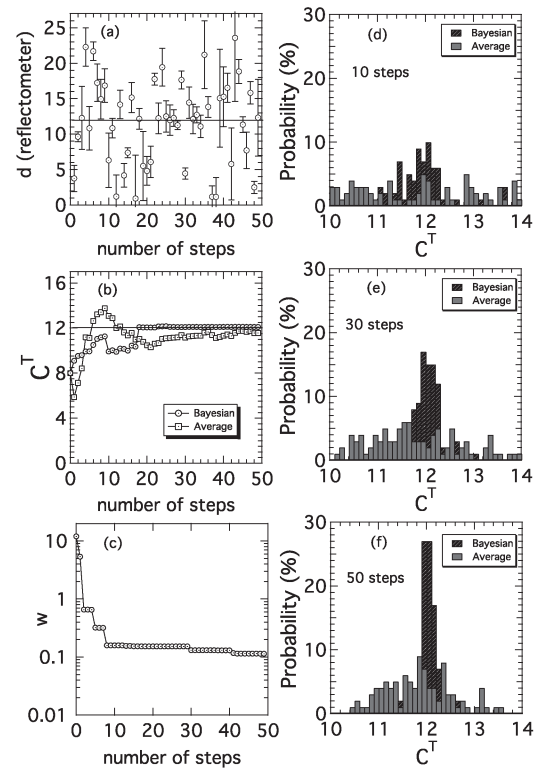 d (reflectometer)
25
20
15
10
5
0
(a)
0 10 20 30 40 50
number of steps
C^T
16
12
8
4
0
(b)
Bayesian
Average
0 10 20 30 40 50
number of steps
w
10
1
0.1
0.01
(c)
0 10 20 30 40 50
number of steps
Probability (%)
30
20
10
0
(d)
Bayesian
Average
10 steps
10 11 12 13 14
C^T
Probability (%)
30
20
10
0
(e)
Bayesian
Average
30 steps
10 11 12 13 14
C^T
Probability (%)
30
20
10
0
(f)
Bayesian
Average
50 steps
10 11 12 13 14
C^T